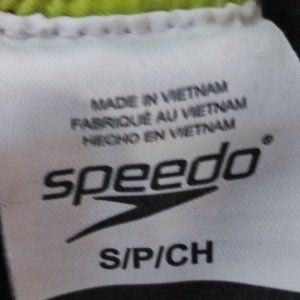 MADE IN VIETNAM
FABRIQUÉ AU VIETNAM
HECHO EN VIETNAM
speedo®
S/P/CH